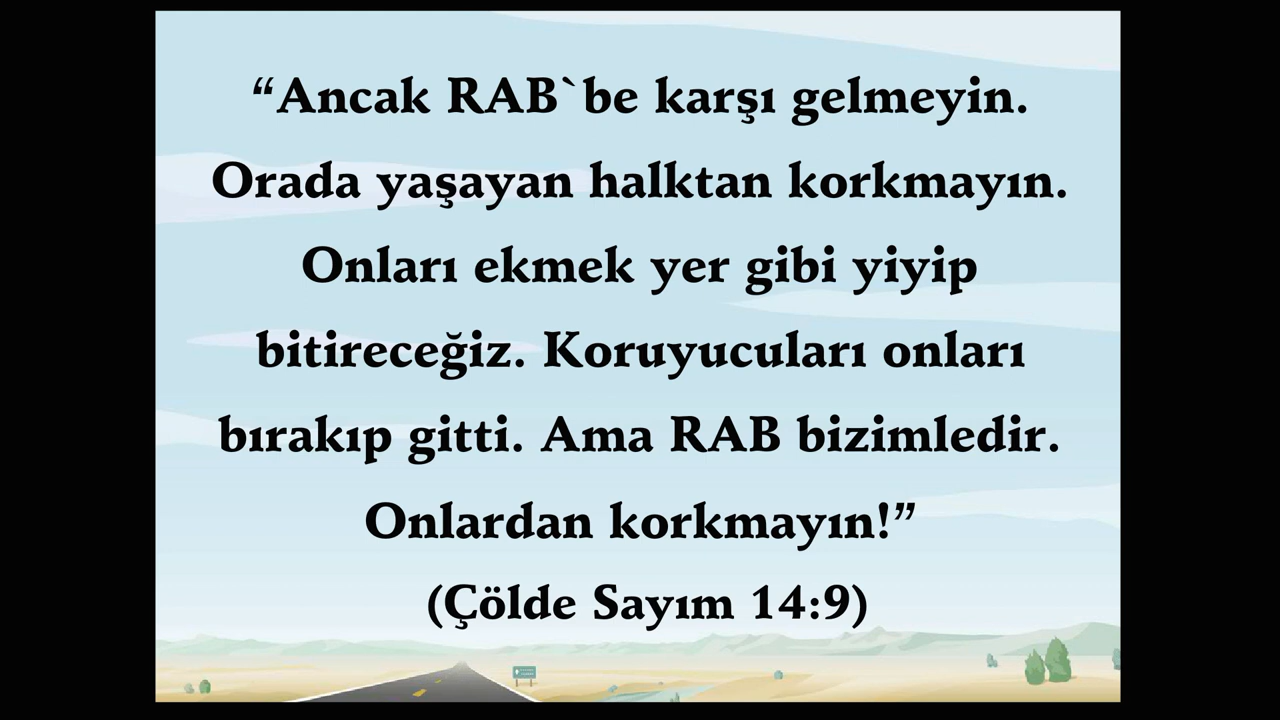 “Ancak RAB`be karşı gelmeyin.
Orada yaşayan halktan korkmayın.
Onları ekmek yer gibi yiyip
bitireceğiz. Koruyucuları onları
bırakıp gitti. Ama RAB bizimledir.
Onlardan korkmayın!”
(Çölde Sayım 14:9)